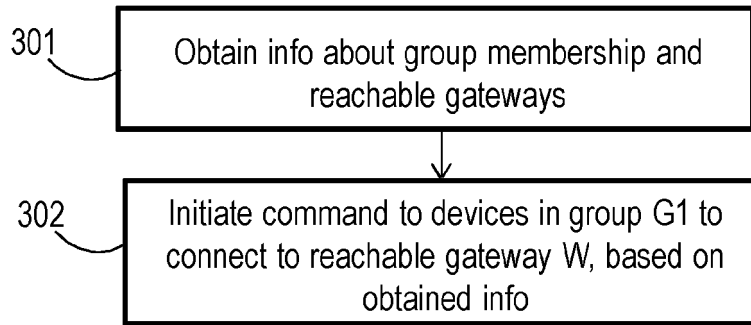 301
Obtain info about group membership and
reachable gateways
302
Initiate command to devices in group G1 to
connect to reachable gateway W, based on
obtained info